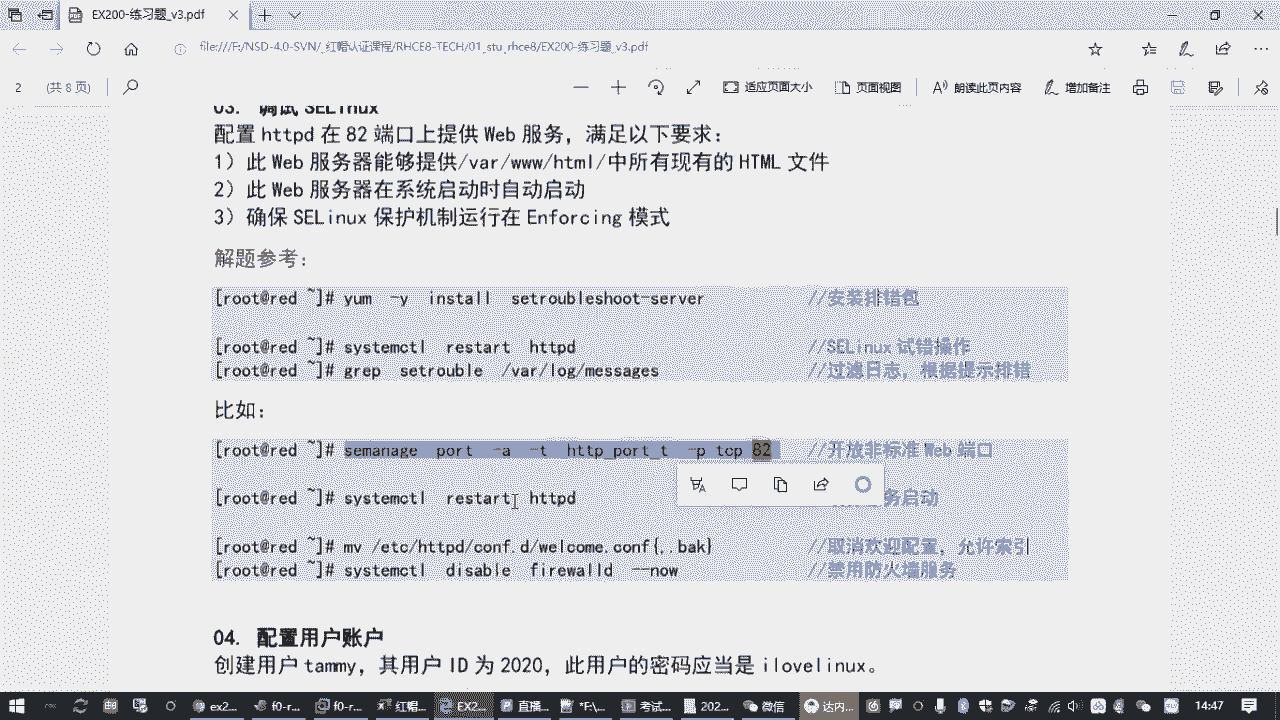 EX200-练习题_v3.pdf
file:///F:/NSD-4.0-SVN/_红帽认证课程/RHCE8-TECH/01_stu_rhce8/EX200-练习题_v3.pdf
2 (共 8 页) 适应页面大小 页面视图 朗读此页内容 增加备注
03. 调试 SELinux
配置 httpd 在 82 端口上提供 Web 服务，满足以下要求：
1）此 Web 服务器能够提供/var/www/html/中所有现有的 HTML 文件
2）此 Web 服务器在系统启动时自动启动
3）确保 SELinux 保护机制运行在 Enforcing 模式
解题参考：
[root@red ~]# yum -y install setroubleshoot-server //安装排错包
[root@red ~]# systemctl restart httpd //SELinux 试错操作
[root@red ~]# grep setrouble /var/log/messages //过滤日志，根据提示排错
比如：
[root@red ~]# semanage port -a -t http_port_t -p tcp 82 //开放非标准 Web 端口
[root@red ~]# systemctl restart httpd 务启动
[root@red ~]# mv /etc/httpd/conf.d/welcome.conf{,.bak} //取消欢迎配置，允许索引
[root@red ~]# systemctl disable firewalld --now //禁用防火墙服务
04. 配置用户账户
创建用户 tammy，其用户 ID 为 2020，此用户的密码应当是 ilovelinux。
ex2... f0-r... f0-r... 红帽... EX2... 直播... *F:\... 考试... 202... 微信 达内... 14:47